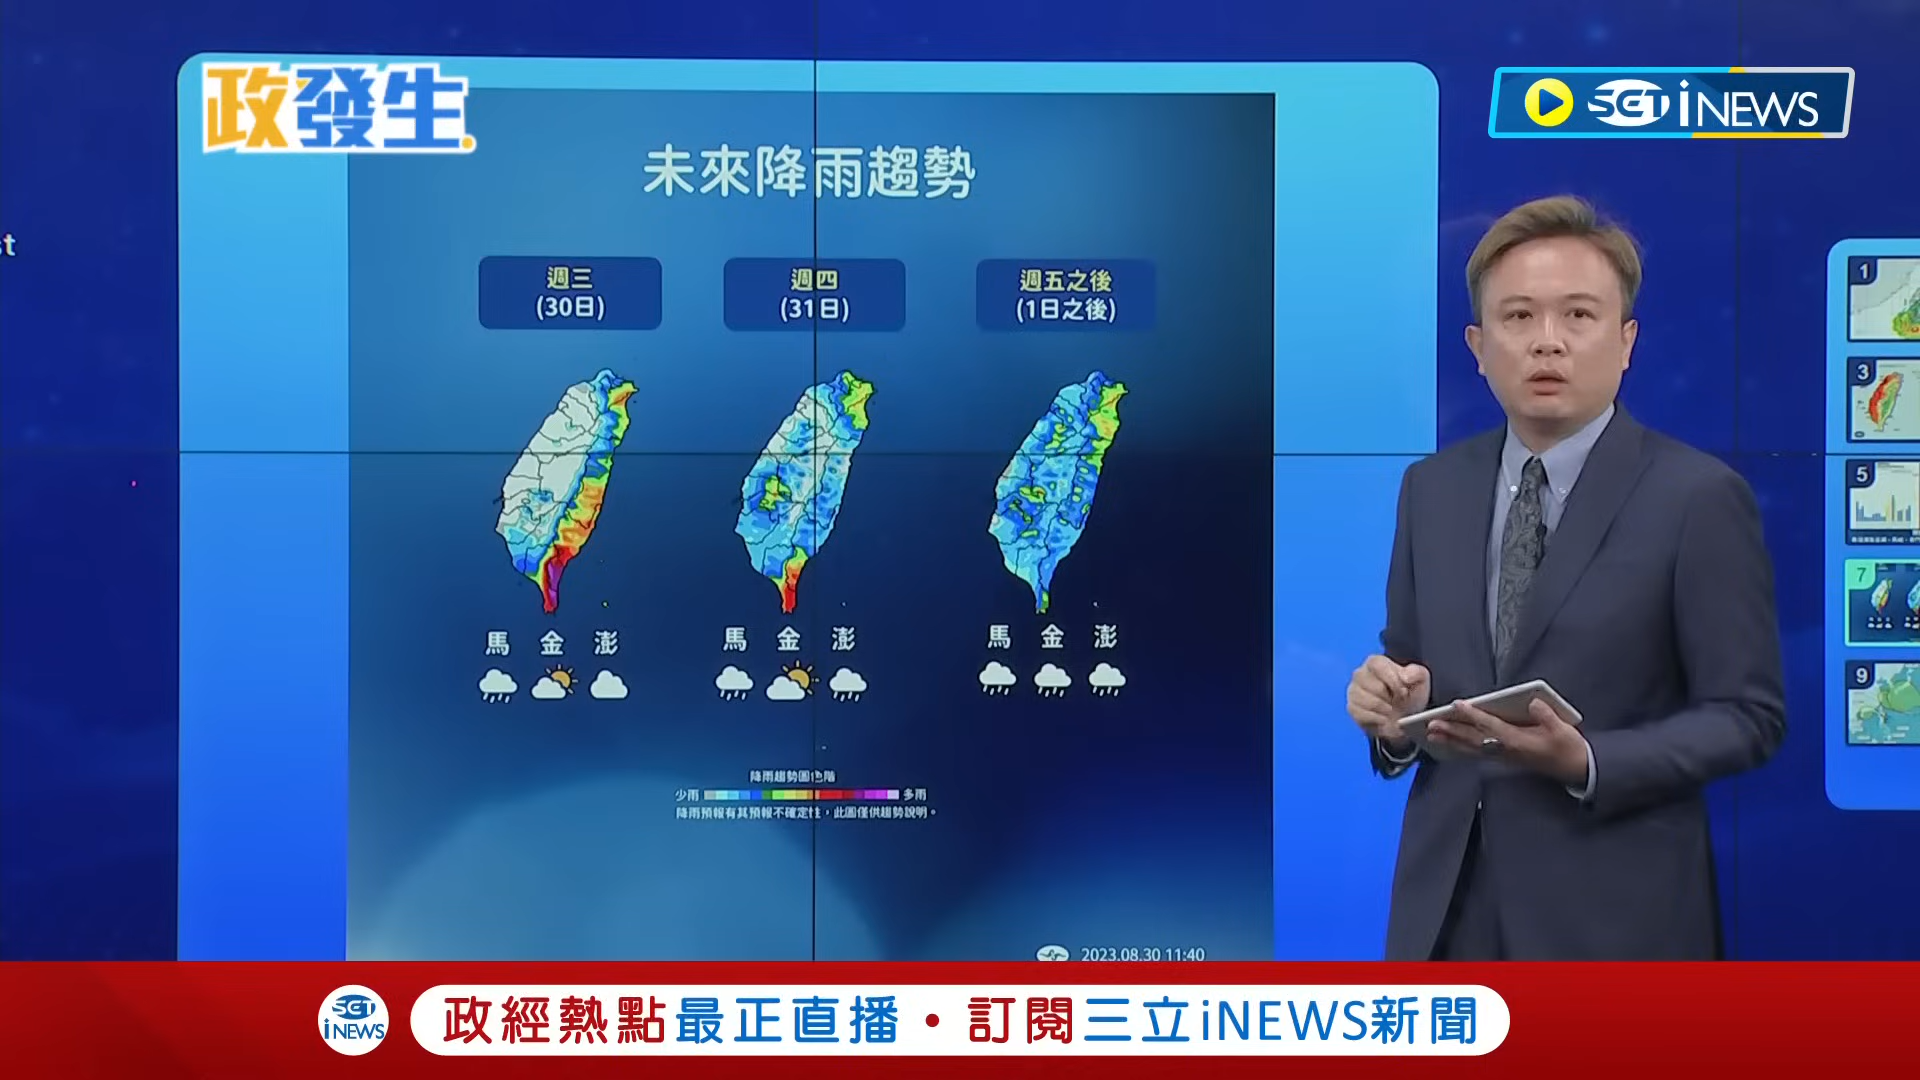 政發生
SET iNEWS
st
未來降雨趨勢
週三
(30日)
週四
(31日)
週五之後
(1日之後)
馬 金 澎
馬 金 澎
馬 金 澎
降雨趨勢圖色階
少雨
多雨
降雨預報有其預報不確定性，此圖僅供趨勢說明。
2023.08.30 11:40
1
3
5
7
9
SET iNEWS
政經熱點最正直播・訂閱三立iNEWS新聞